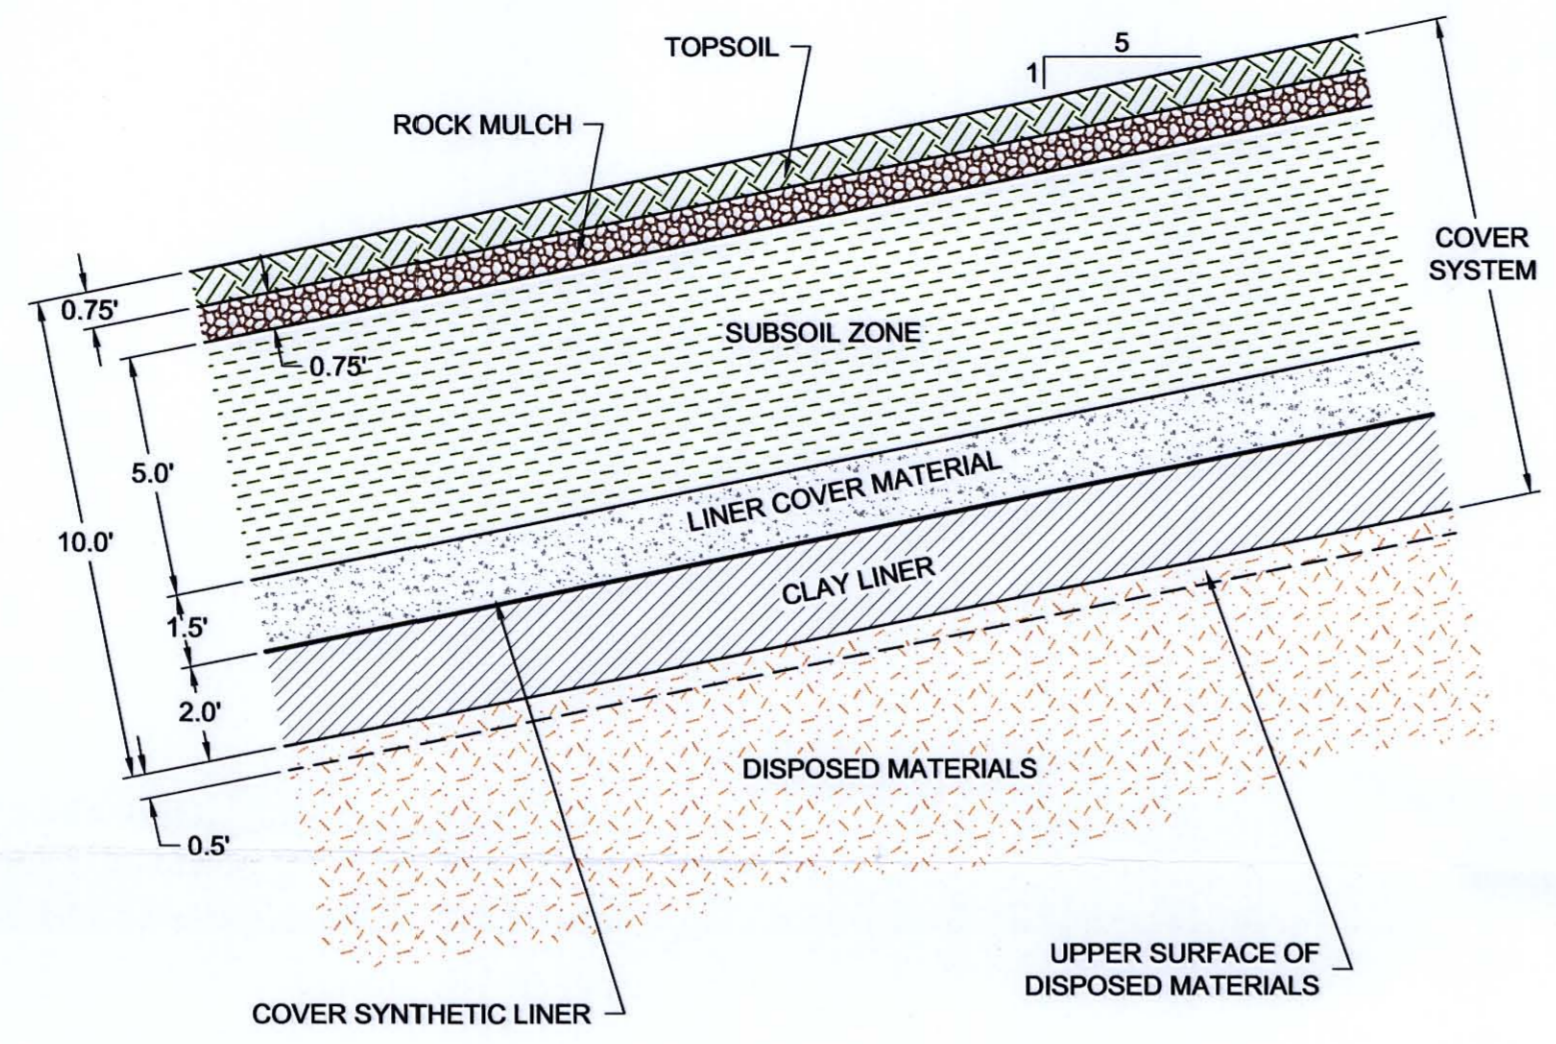 TOPSOIL
5
1
ROCK MULCH
COVER
SYSTEM
0.75'
SUBSOIL ZONE
0.75'
5.0'
LINER COVER MATERIAL
10.0'
CLAY LINER
1.5'
2.0'
DISPOSED MATERIALS
0.5'
UPPER SURFACE OF
DISPOSED MATERIALS
COVER SYNTHETIC LINER